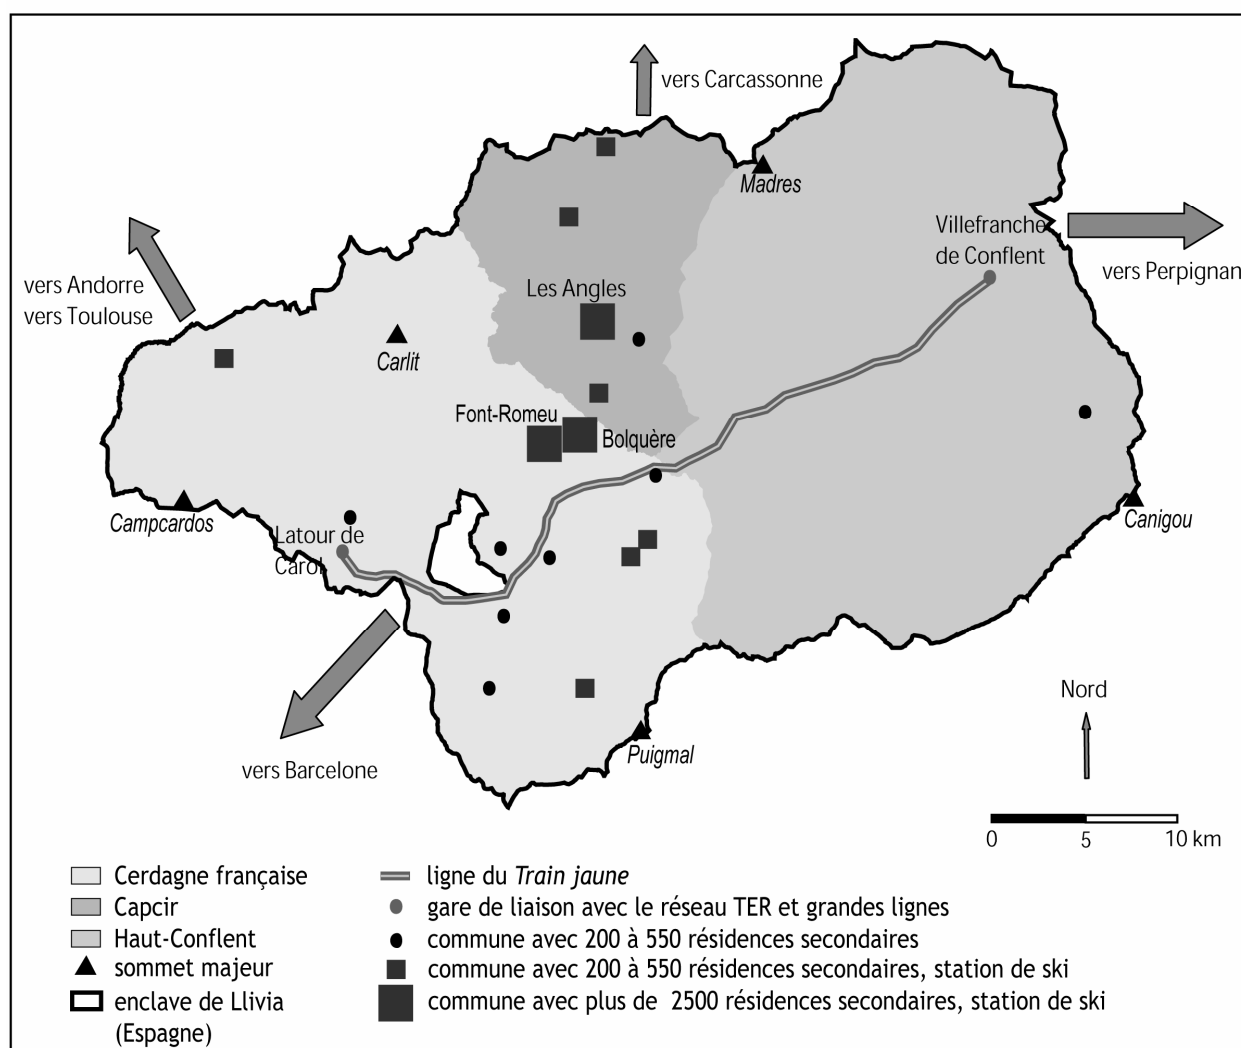 vers Carcassonne
Madres
Villefranche
de Conflent
vers Perpignan
vers Andorre
vers Toulouse
Les Angles
Carlit
Font-Romeu
Bolquère
Campcardos
Canigou
Latour de
Carol
Nord
Puigmal
vers Barcelone
0 5 10 km
Cerdagne française
Capcir
Haut-Conflent
sommet majeur
enclave de Llivia
(Espagne)
ligne du Train jaune
gare de liaison avec le réseau TER et grandes lignes
commune avec 200 à 550 résidences secondaires
commune avec 200 à 550 résidences secondaires, station de ski
commune avec plus de 2500 résidences secondaires, station de ski